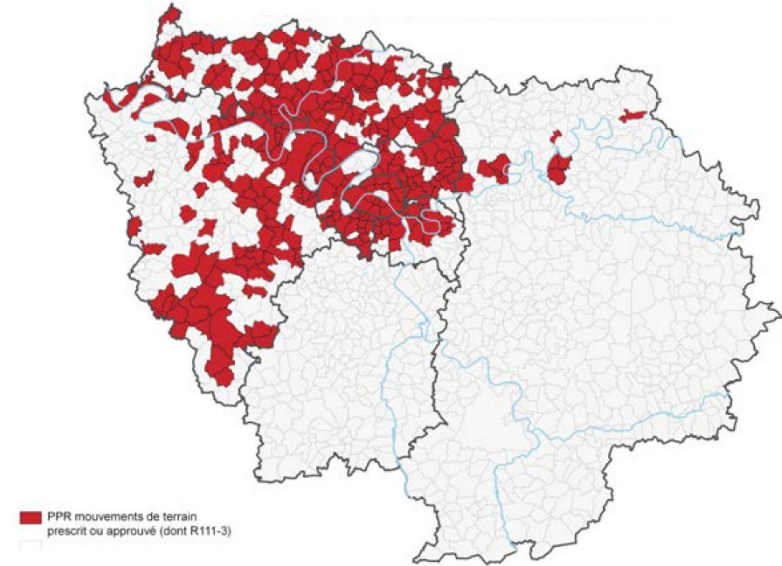 PPR mouvements de terrain
prescrit ou approuvé (dont R111-3)